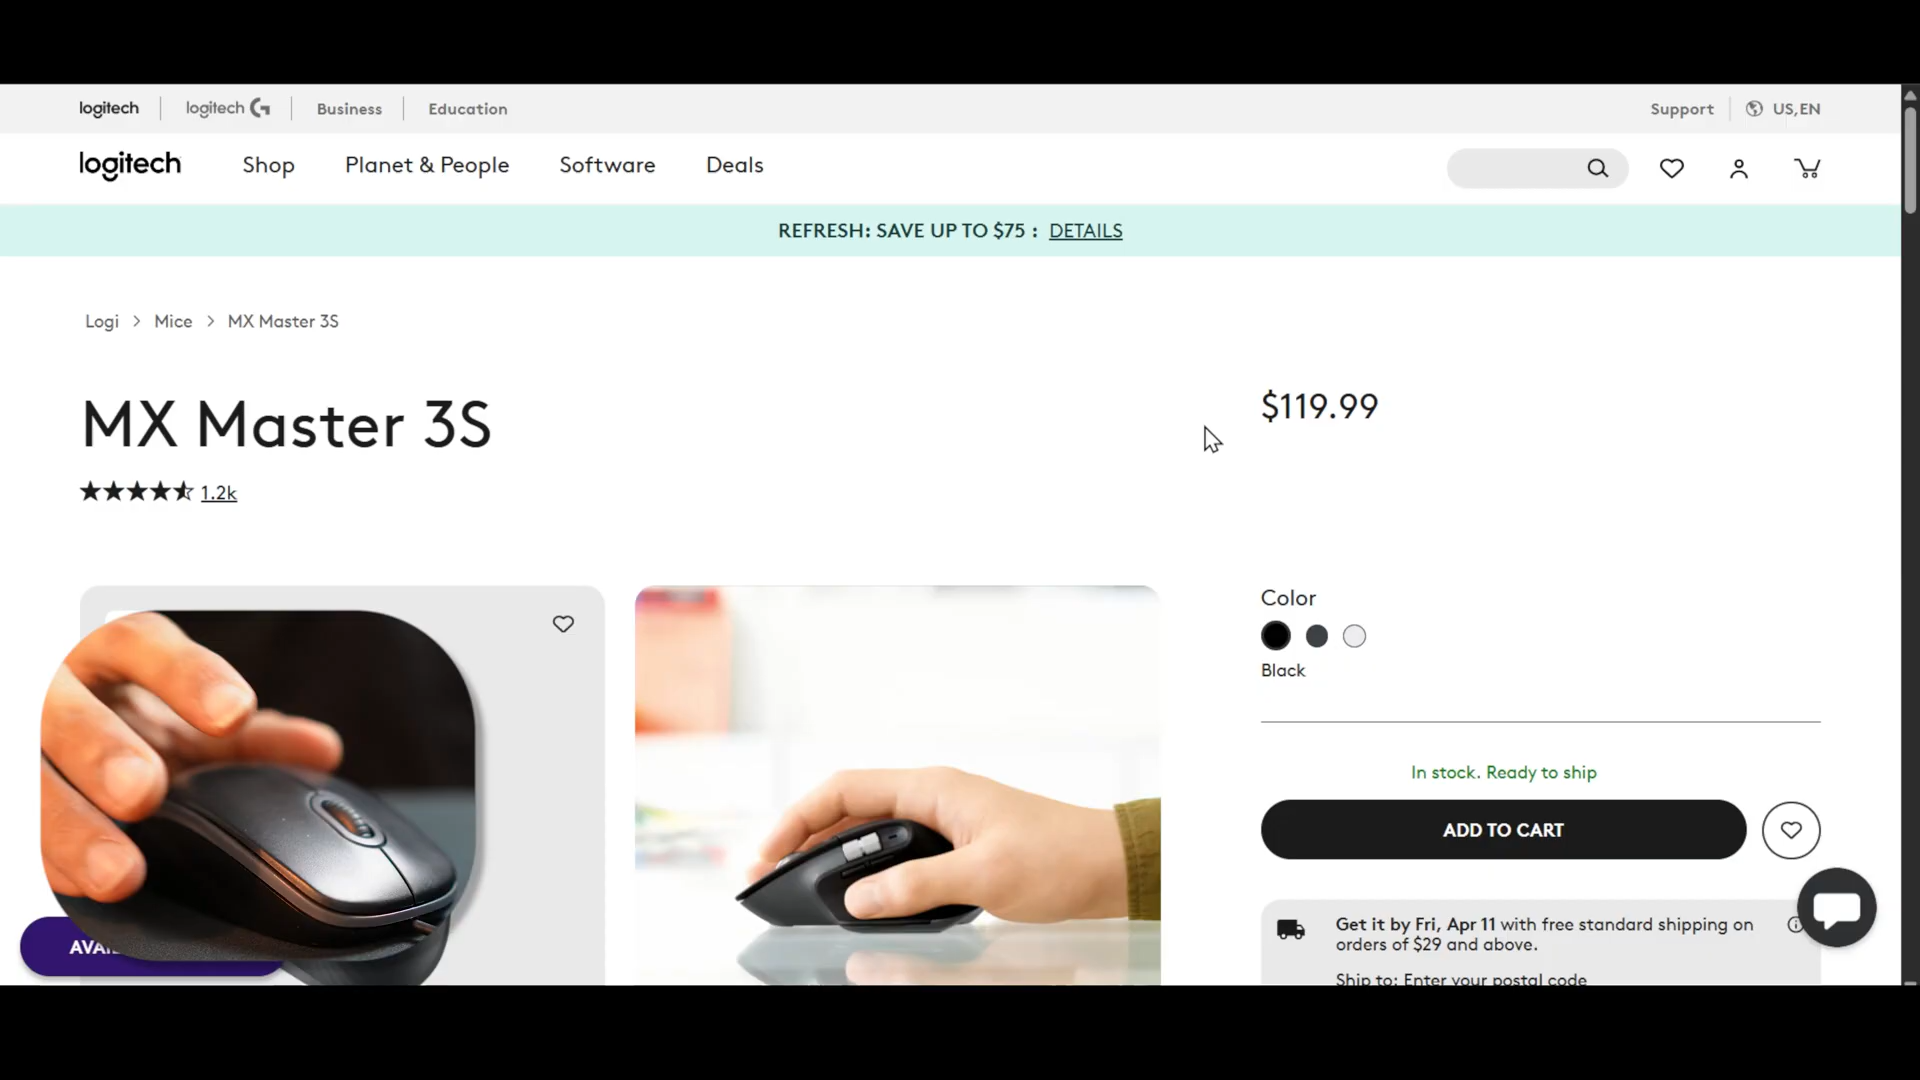 logitech
logitech G
Business
Education
Support
US,EN
logitech
Shop
Planet & People
Software
Deals
REFRESH: SAVE UP TO $75 : DETAILS
Logi > Mice > MX Master 3S
MX Master 3S
$119.99
1.2k
Color
Black
In stock. Ready to ship
ADD TO CART
Get it by Fri, Apr 11 with free standard shipping on
orders of $29 and above.
Ship to: Enter your postal code